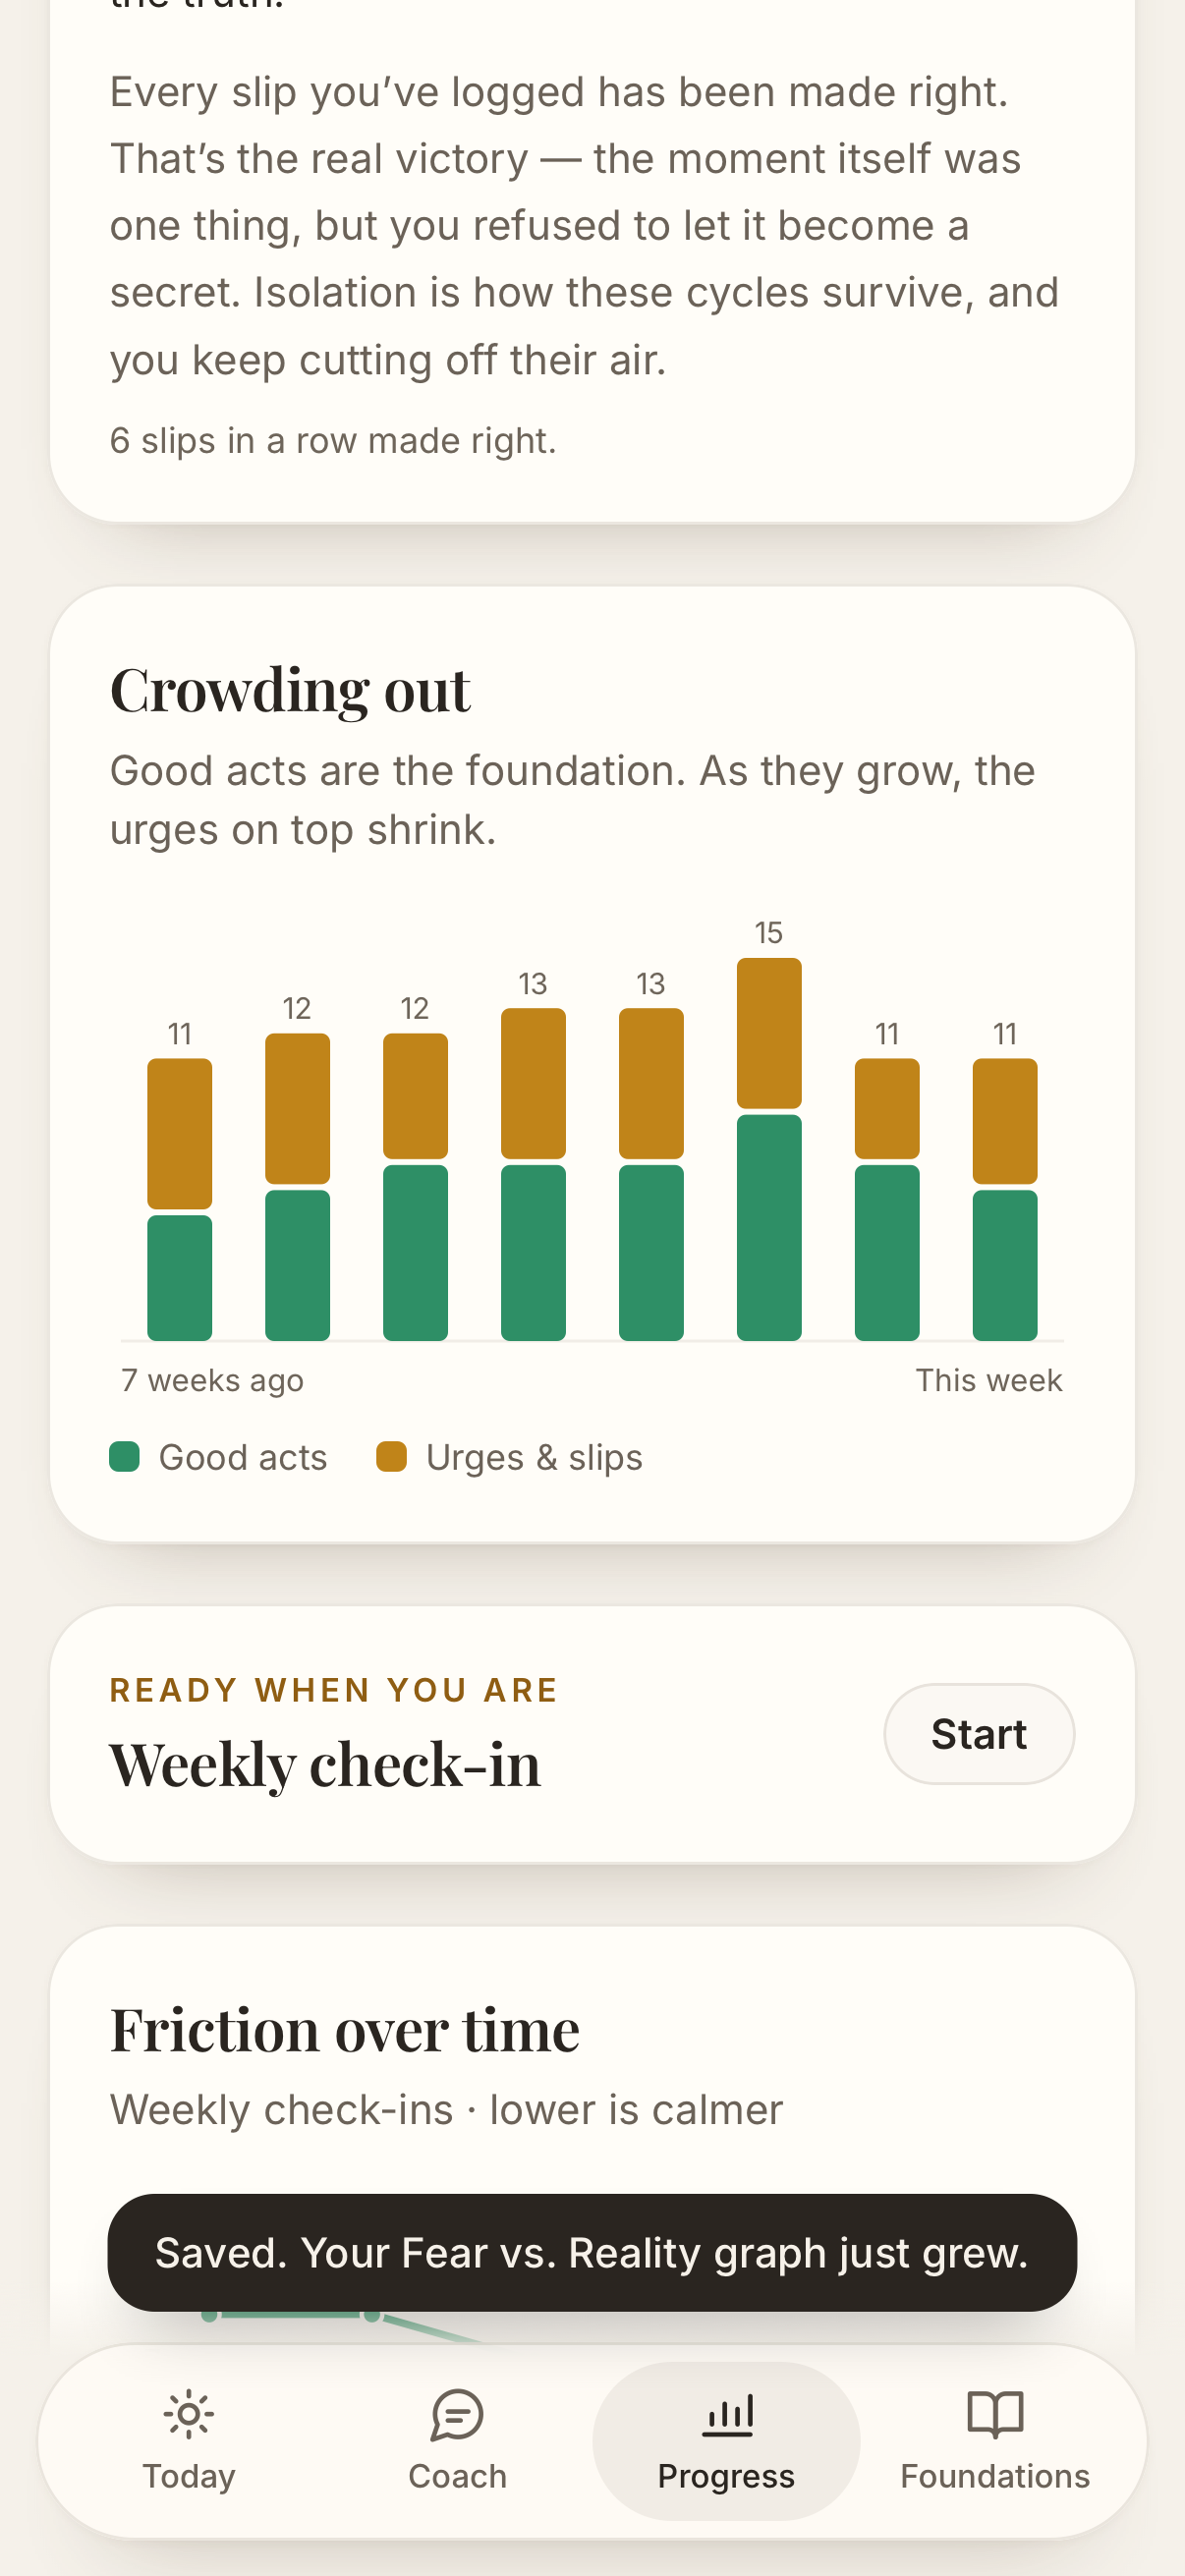 the truth.
Every slip you’ve logged has been made right.
That’s the real victory — the moment itself was
one thing, but you refused to let it become a
secret. Isolation is how these cycles survive, and
you keep cutting off their air.
6 slips in a row made right.
Crowding out
Good acts are the foundation. As they grow, the
urges on top shrink.
11 12 12 13 13 15 11 11
7 weeks ago This week
Good acts Urges & slips
READY WHEN YOU ARE
Weekly check-in
Start
Friction over time
Weekly check-ins · lower is calmer
Saved. Your Fear vs. Reality graph just grew.
Today Coach Progress Foundations